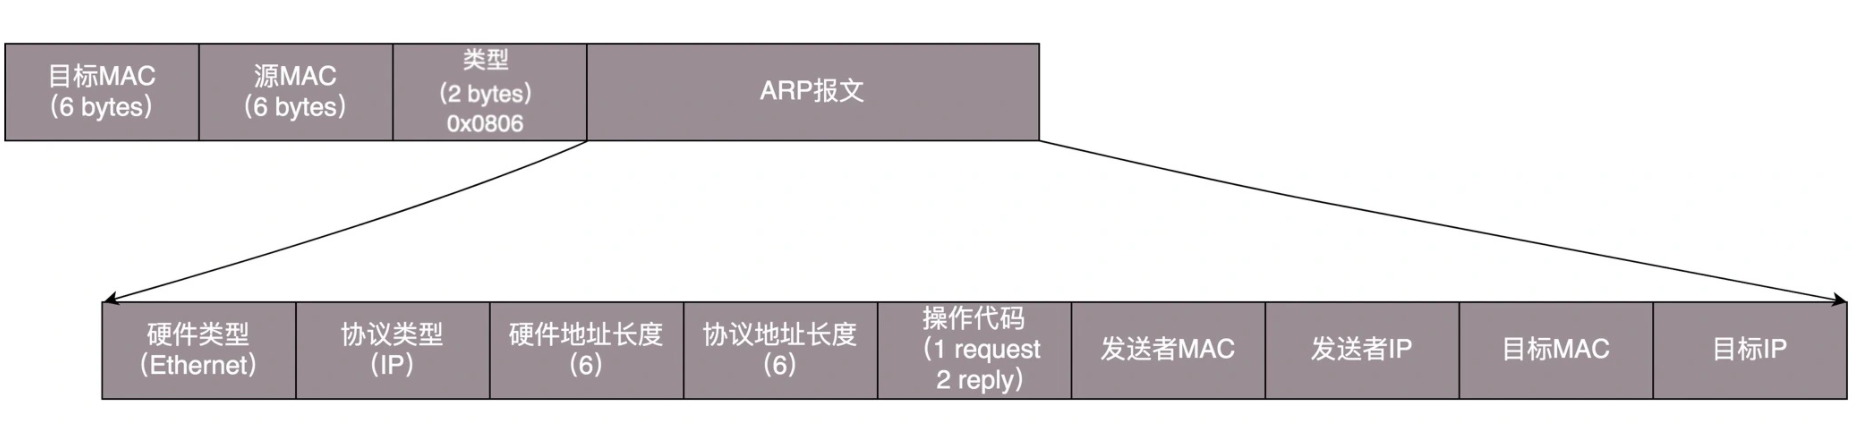 目标MAC
(6 bytes)
源MAC
(6 bytes)
类型
(2 bytes)
0x0806
ARP报文
硬件类型
(Ethernet)
协议类型
(IP)
硬件地址长度
(6)
协议地址长度
(6)
操作代码
(1 request
2 reply)
发送者MAC
发送者IP
目标MAC
目标IP